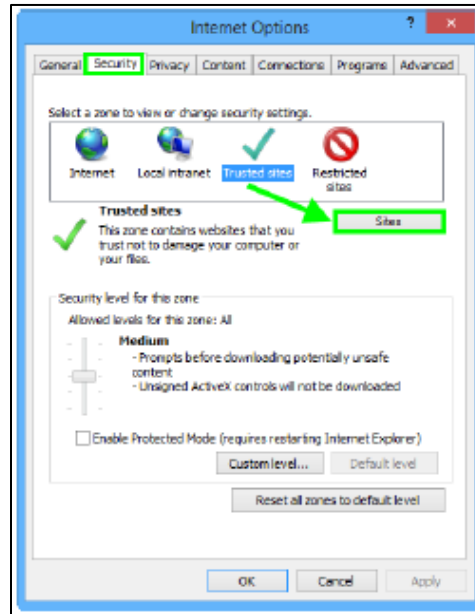 Internet Options
?
×
General Security Privacy Content Connections Programs Advanced
Select a zone to view or change security settings.
Internet Local intranet Trusted sites Restricted
sites
Trusted sites
Sites
This zone contains websites that you
trust not to damage your computer or
your files.
Security level for this zone
Allowed levels for this zone: All
Medium
- Prompts before downloading potentially unsafe
content
- Unsigned ActiveX controls will not be downloaded
Enable Protected Mode (requires restarting Internet Explorer)
Custom level... Default level
Reset all zones to default level
OK Cancel Apply